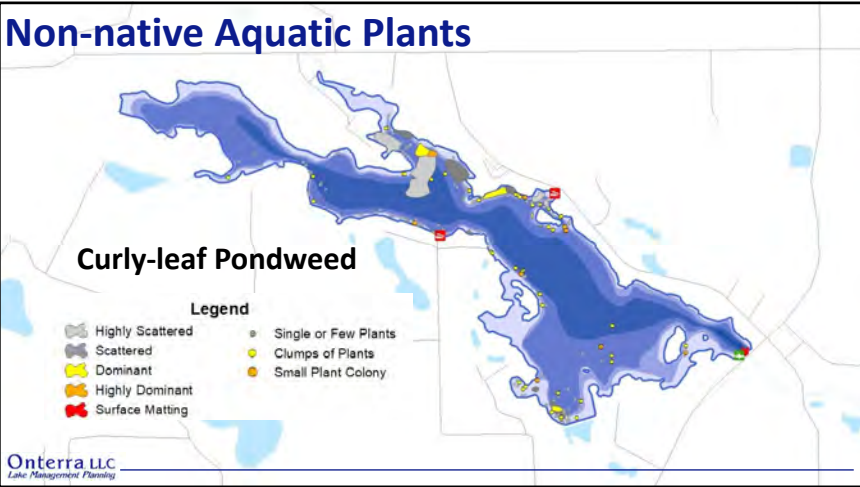 Non-native Aquatic Plants
Curly-leaf Pondweed
Legend
Highly Scattered
Scattered
Dominant
Highly Dominant
Surface Matting
Single or Few Plants
Clumps of Plants
Small Plant Colony
Onterra, LLC
Lake Management Planning